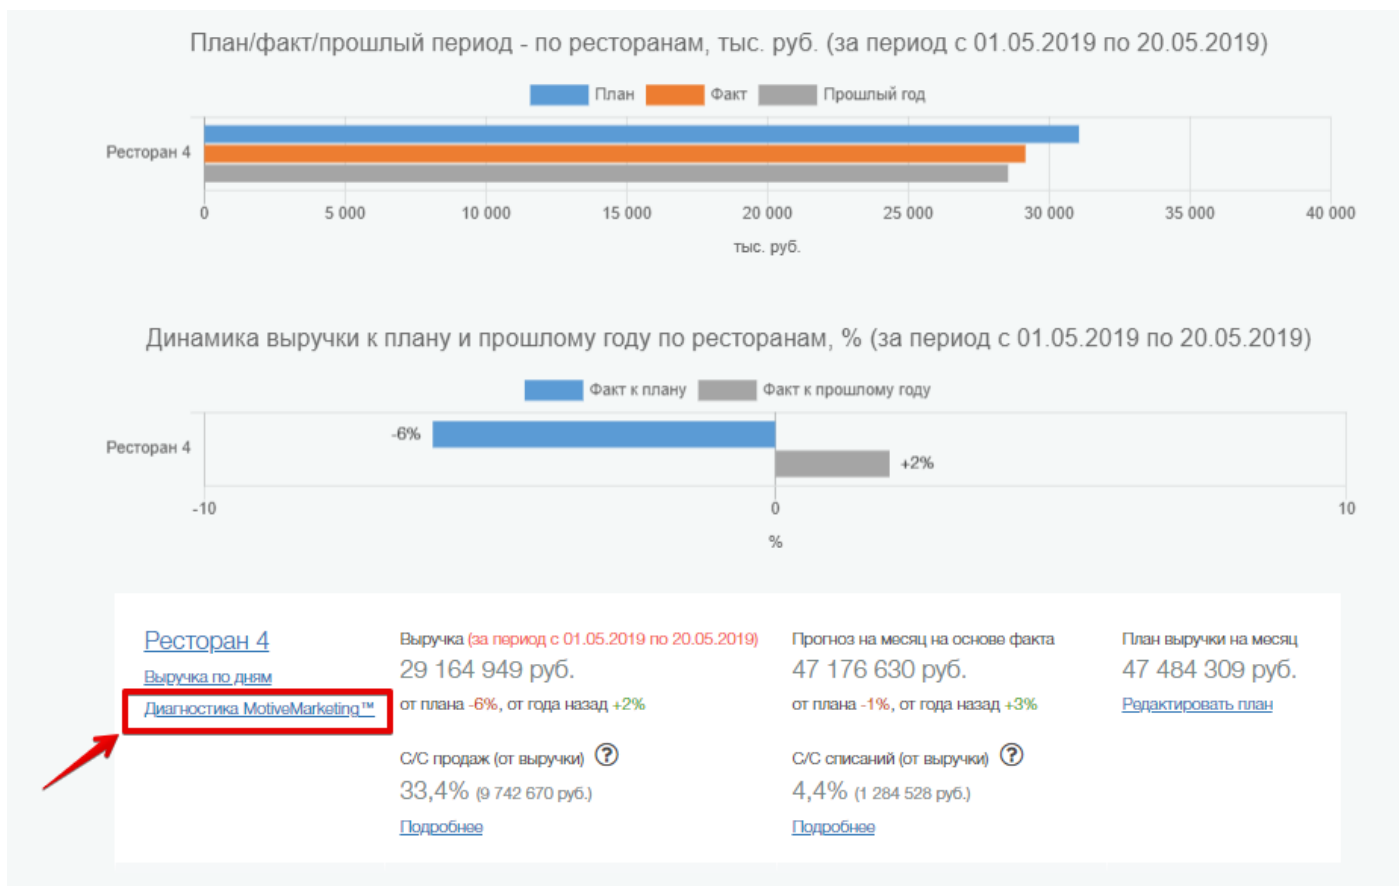 План/факт/прошлый период - по ресторанам, тыс. руб. (за период с 01.05.2019 по 20.05.2019)
План Факт Прошлый год
Ресторан 4
0 5 000 10 000 15 000 20 000 25 000 30 000 35 000 40 000
тыс. руб.
Динамика выручки к плану и прошлому году по ресторанам, % (за период с 01.05.2019 по 20.05.2019)
Факт к плану Факт к прошлому году
-6%
Ресторан 4
+2%
-10 0 10
%
Ресторан 4
Выручка по дням
Диагностика MotiveMarketing™
Выручка (за период с 01.05.2019 по 20.05.2019)
29 164 949 руб.
от плана -6%, от года назад +2%
Прогноз на месяц на основе факта
47 176 630 руб.
от плана -1%, от года назад +3%
План выручки на месяц
47 484 309 руб.
Редактировать план
С/С продаж (от выручки) ?
33,4% (9 742 670 руб.)
Подробнее
С/С списаний (от выручки) ?
4,4% (1 284 528 руб.)
Подробнее